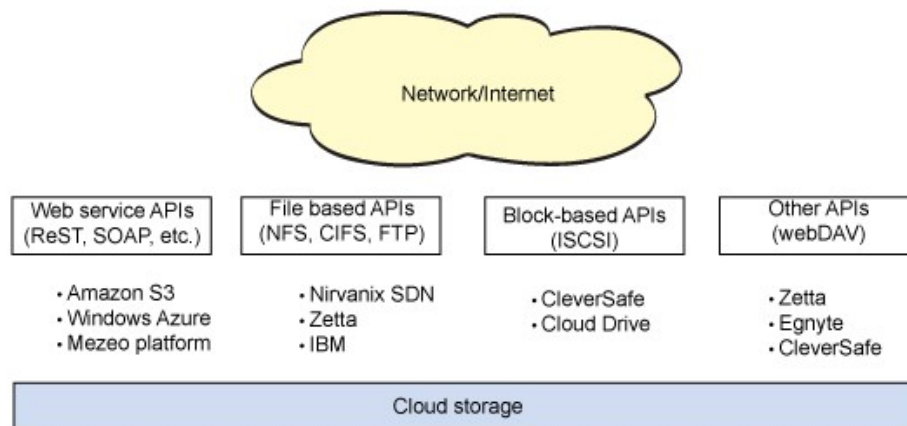 Network/Internet
Web service APIs
(ReST, SOAP, etc.)
File based APIs
(NFS, CIFS, FTP)
Block-based APIs
(ISCSI)
Other APIs
(webDAV)
• Amazon S3
• Windows Azure
• Mezeo platform
• Nirvanix SDN
• Zetta
• IBM
• CleverSafe
• Cloud Drive
• Zetta
• Egnyte
• CleverSafe
Cloud storage